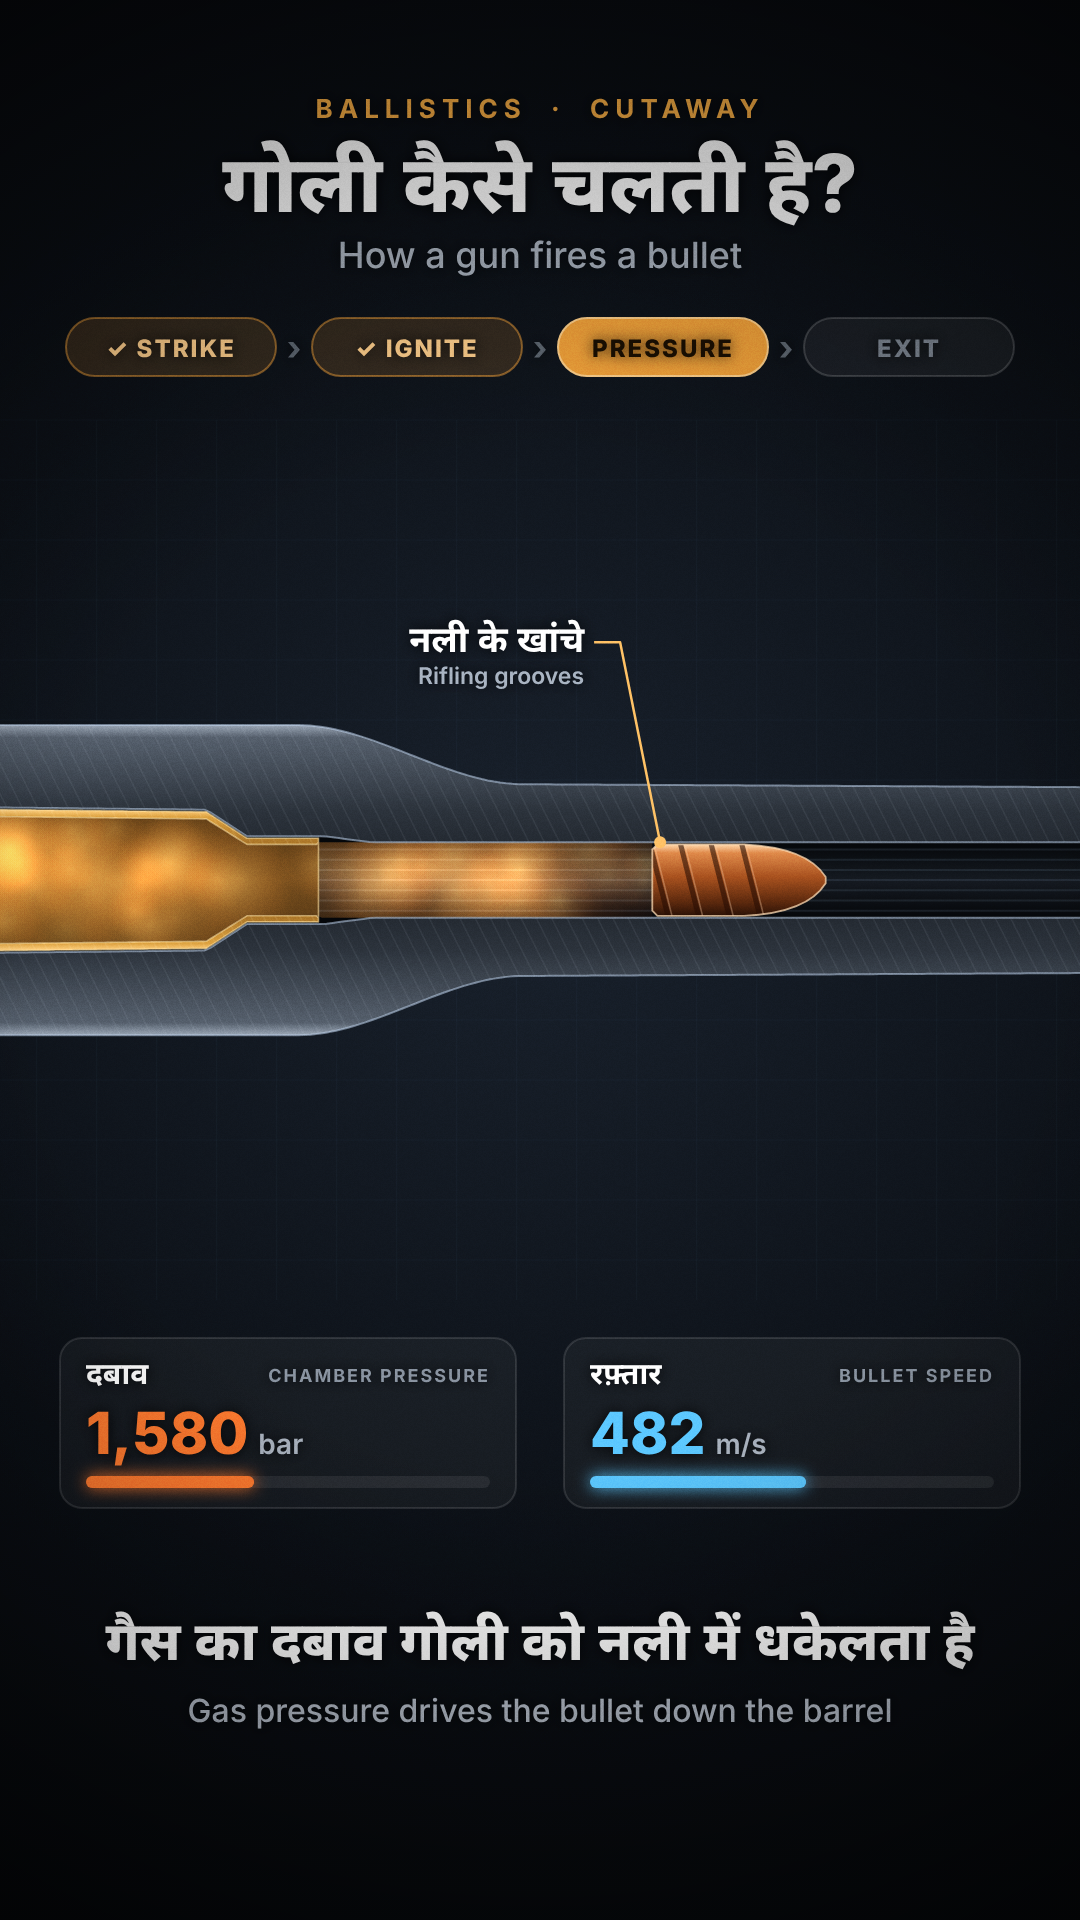 BALLISTICS · CUTAWAY
गोली कैसे चलती है?
How a gun fires a bullet
✓ STRIKE › ✓ IGNITE › PRESSURE › EXIT
नली के खांचे
Rifling grooves
दबाव CHAMBER PRESSURE
1,580 bar
रफ़्तार BULLET SPEED
482 m/s
गैस का दबाव गोली को नली में धकेलता है
Gas pressure drives the bullet down the barrel